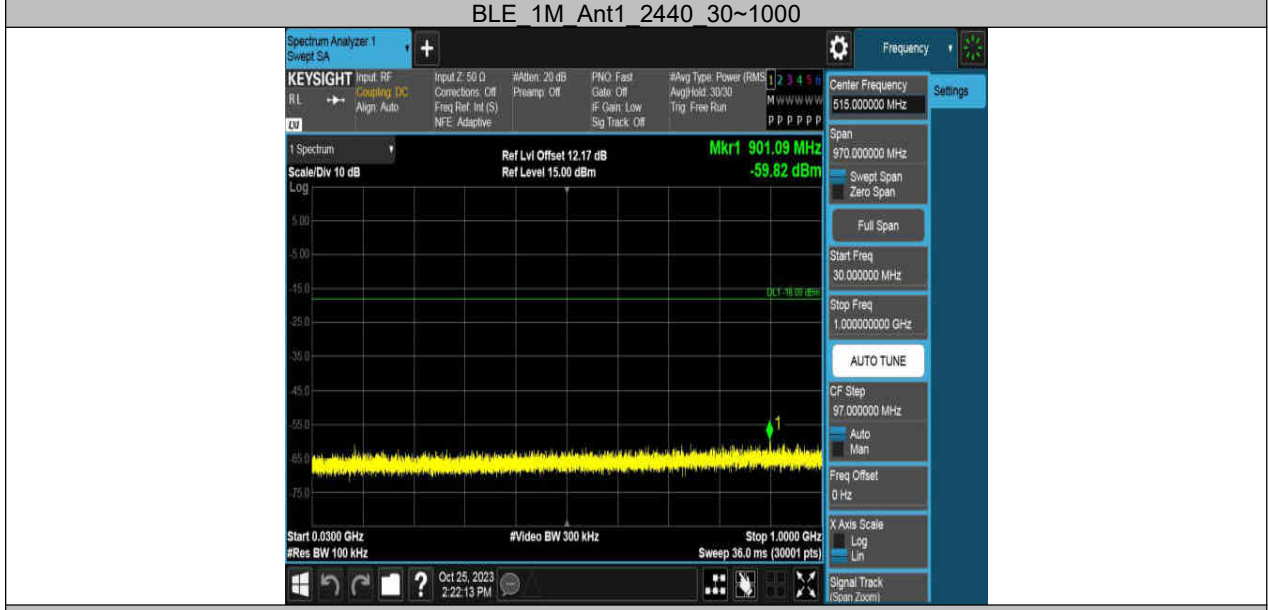 BLE_1M_Ant1_2440_30~1000
Spectrum Analyzer 1
Swept SA
+
Frequency
KEYSIGHT
RL
Input: RF
Coupling: DC
Align: Auto
Input Z: 50 Ω
Corrections: Off
Freq Ref: Int (S)
NFE: Adaptive
#Atten: 20 dB
Preamp: Off
PNO: Fast
Gate: Off
IF Gain: Low
Sig Track: Off
#Avg Type: Power (RMS
Avg|Hold: 30/30
Trig: Free Run
1 2 3 4 5 6
M W W W W W
P P P P P P
Center Frequency
515.000000 MHz
Settings
1 Spectrum
Scale/Div 10 dB
Log
Ref Lvl Offset 12.17 dB
Ref Level 15.00 dBm
Mkr1 901.09 MHz
-59.82 dBm
Span
970.000000 MHz
Swept Span
Zero Span
Full Span
Start Freq
30.000000 MHz
Stop Freq
1.000000000 GHz
AUTO TUNE
CF Step
97.000000 MHz
Auto
Man
Freq Offset
0 Hz
X Axis Scale
Log
Lin
Signal Track
(Span Zoom)
5.00
-5.00
-15.0
DL1 -18.09 dBm
-25.0
-35.0
-45.0
-55.0
1
-65.0
-75.0
Start 0.0300 GHz
#Res BW 100 kHz
#Video BW 300 kHz
Stop 1.0000 GHz
Sweep 36.0 ms (30001 pts)
?
Oct 25, 2023
2:22:13 PM